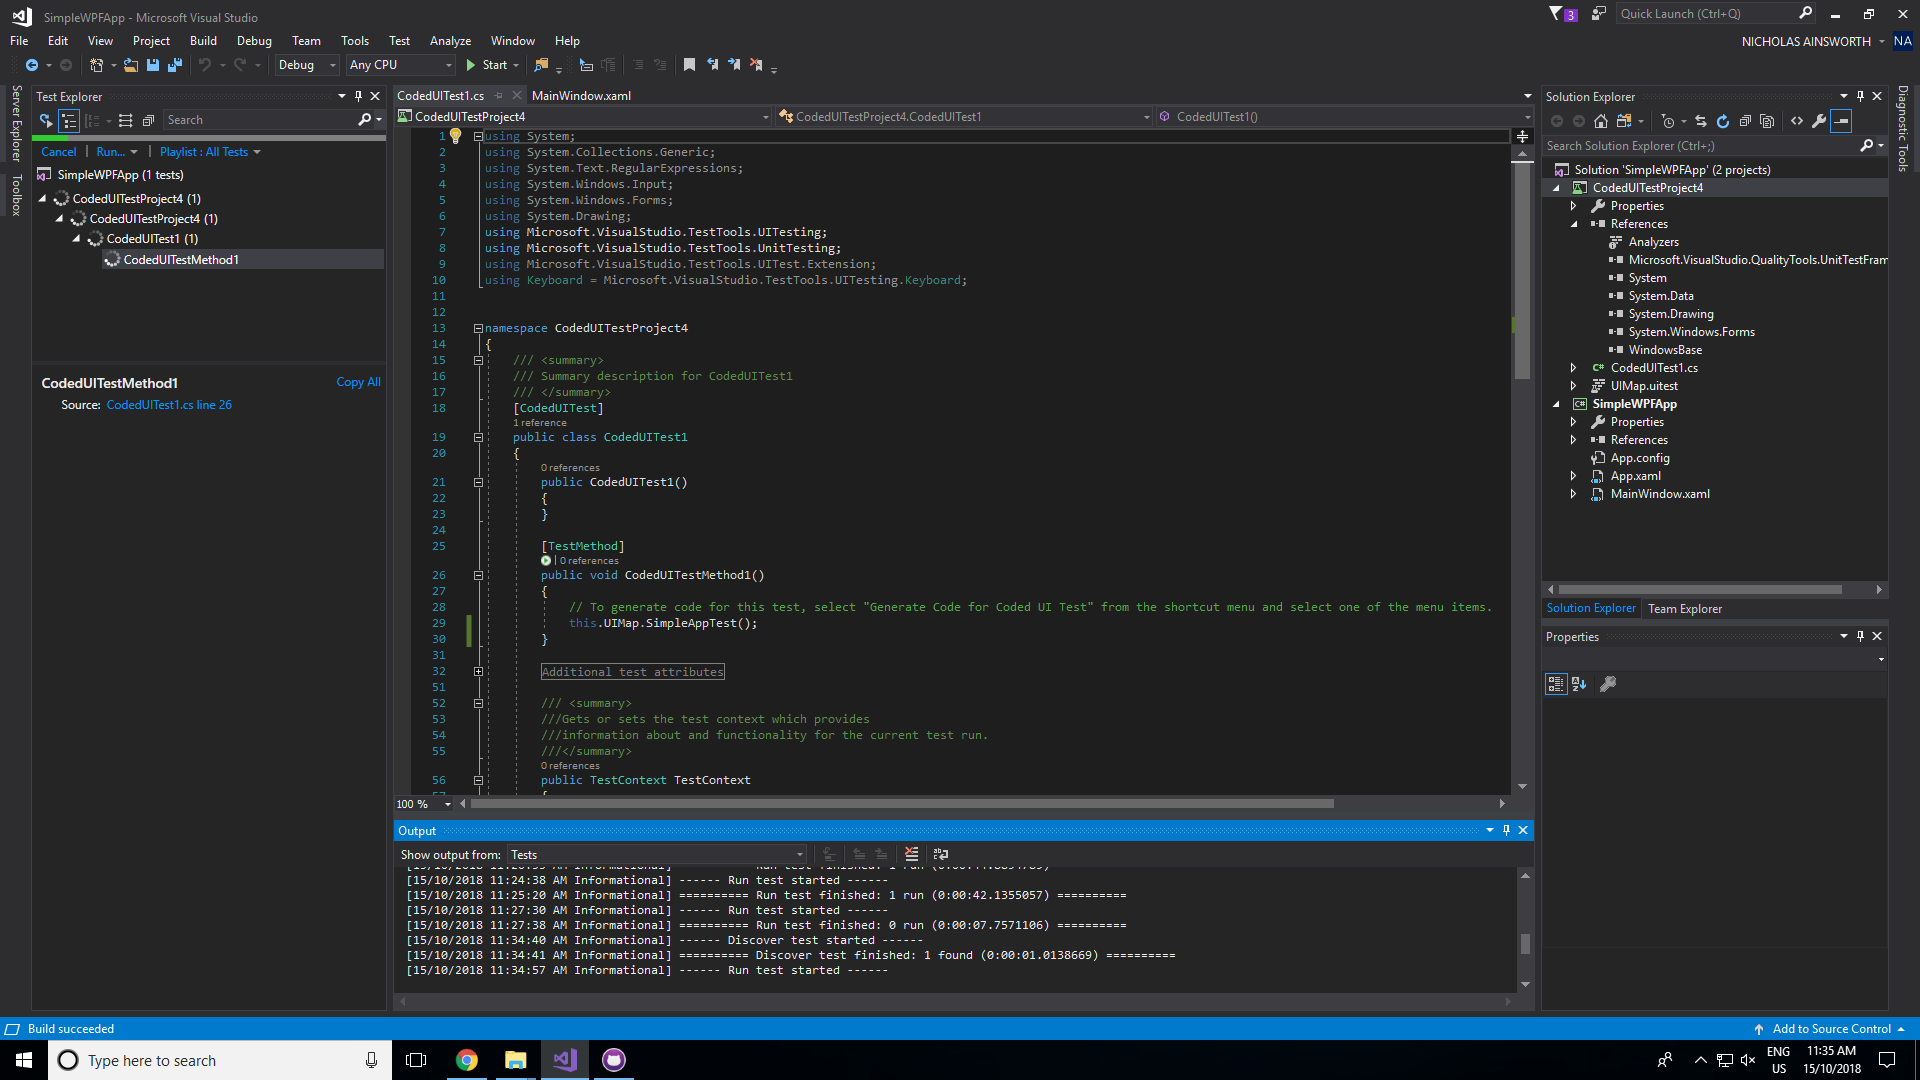 SimpleWPFApp - Microsoft Visual Studio
3
Quick Launch (Ctrl+Q)
File Edit View Project Build Debug Team Tools Test Analyze Window Help
NICHOLAS AINSWORTH NA
Debug Any CPU Start
Server Explorer
Toolbox
Test Explorer
Search
Cancel Run... Playlist : All Tests
SimpleWPFApp (1 tests)
CodedUITestProject4 (1)
CodedUITestProject4 (1)
CodedUITest1 (1)
CodedUITestMethod1
CodedUITestMethod1 Copy All
Source: CodedUITest1.cs line 26
CodedUITest1.cs MainWindow.xaml
CodedUITestProject4 CodedUITestProject4.CodedUITest1 CodedUITest1()
1 using System;
2 using System.Collections.Generic;
3 using System.Text.RegularExpressions;
4 using System.Windows.Input;
5 using System.Windows.Forms;
6 using System.Drawing;
7 using Microsoft.VisualStudio.TestTools.UITesting;
8 using Microsoft.VisualStudio.TestTools.UnitTesting;
9 using Microsoft.VisualStudio.TestTools.UITest.Extension;
10 using Keyboard = Microsoft.VisualStudio.TestTools.UITesting.Keyboard;
11
12
13 namespace CodedUITestProject4
14 {
15 /// <summary>
16 /// Summary description for CodedUITest1
17 /// </summary>
18 [CodedUITest]
1 reference
19 public class CodedUITest1
20 {
0 references
21 public CodedUITest1()
22 {
23 }
24
25 [TestMethod]
| 0 references
26 public void CodedUITestMethod1()
27 {
28 // To generate code for this test, select "Generate Code for Coded UI Test" from the shortcut menu and select one of the menu items.
29 this.UIMap.SimpleAppTest();
30 }
31
32 Additional test attributes
51
52 /// <summary>
53 ///Gets or sets the test context which provides
54 ///information about and functionality for the current test run.
55 ///</summary>
0 references
56 public TestContext TestContext
57 {
100 %
Output
Show output from: Tests
[15/10/2018 11:24:38 AM Informational] ------ Run test started ------
[15/10/2018 11:25:20 AM Informational] ========== Run test finished: 1 run (0:00:42.1355057) ==========
[15/10/2018 11:27:30 AM Informational] ------ Run test started ------
[15/10/2018 11:27:38 AM Informational] ========== Run test finished: 0 run (0:00:07.7571106) ==========
[15/10/2018 11:34:40 AM Informational] ------ Discover test started ------
[15/10/2018 11:34:41 AM Informational] ========== Discover test finished: 1 found (0:00:01.0138669) ==========
[15/10/2018 11:34:57 AM Informational] ------ Run test started ------
Solution Explorer
Search Solution Explorer (Ctrl+;)
Solution 'SimpleWPFApp' (2 projects)
CodedUITestProject4
Properties
References
Analyzers
Microsoft.VisualStudio.QualityTools.UnitTestFram
System
System.Data
System.Drawing
System.Windows.Forms
WindowsBase
CodedUITest1.cs
UIMap.uitest
SimpleWPFApp
Properties
References
App.config
App.xaml
MainWindow.xaml
Solution Explorer Team Explorer
Properties
Diagnostic Tools
Build succeeded
Add to Source Control
Type here to search
ENG
US
11:35 AM
15/10/2018